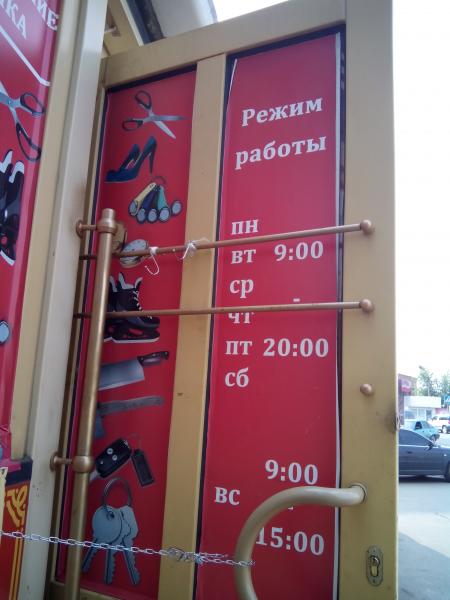 Режим
работы
пн
вт 9:00
ср
чт -
пт 20:00
сб
9:00
вс -
15:00